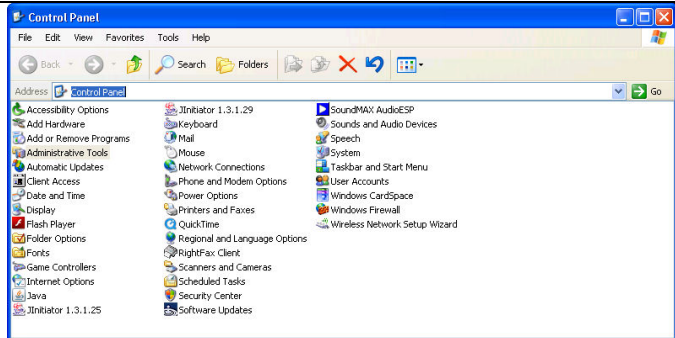 Control Panel
File Edit View Favorites Tools Help
Back Search Folders
Address Control Panel Go
Accessibility Options
Add Hardware
Add or Remove Programs
Administrative Tools
Automatic Updates
Client Access
Date and Time
Display
Flash Player
Folder Options
Fonts
Game Controllers
Internet Options
Java
JInitiator 1.3.1.25
JInitiator 1.3.1.29
Keyboard
Mail
Mouse
Network Connections
Phone and Modem Options
Power Options
Printers and Faxes
QuickTime
Regional and Language Options
RightFax Client
Scanners and Cameras
Scheduled Tasks
Security Center
Software Updates
SoundMAX AudioESP
Sounds and Audio Devices
Speech
System
Taskbar and Start Menu
User Accounts
Windows CardSpace
Windows Firewall
Wireless Network Setup Wizard